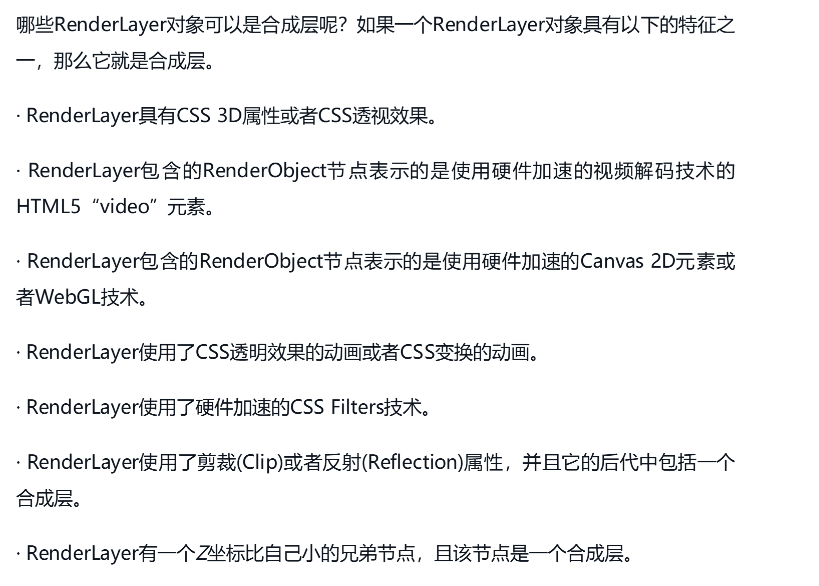 哪些RenderLayer对象可以是合成层呢？如果一个RenderLayer对象具有以下的特征之
一，那么它就是合成层。
· RenderLayer具有CSS 3D属性或者CSS透视效果。
· RenderLayer包含的RenderObject节点表示的是使用硬件加速的视频解码技术的
HTML5“video”元素。
· RenderLayer包含的RenderObject节点表示的是使用硬件加速的Canvas 2D元素或
者WebGL技术。
· RenderLayer使用了CSS透明效果的动画或者CSS变换的动画。
· RenderLayer使用了硬件加速的CSS Filters技术。
· RenderLayer使用了剪裁(Clip)或者反射(Reflection)属性，并且它的后代中包括一个
合成层。
· RenderLayer有一个Z坐标比自己小的兄弟节点，且该节点是一个合成层。